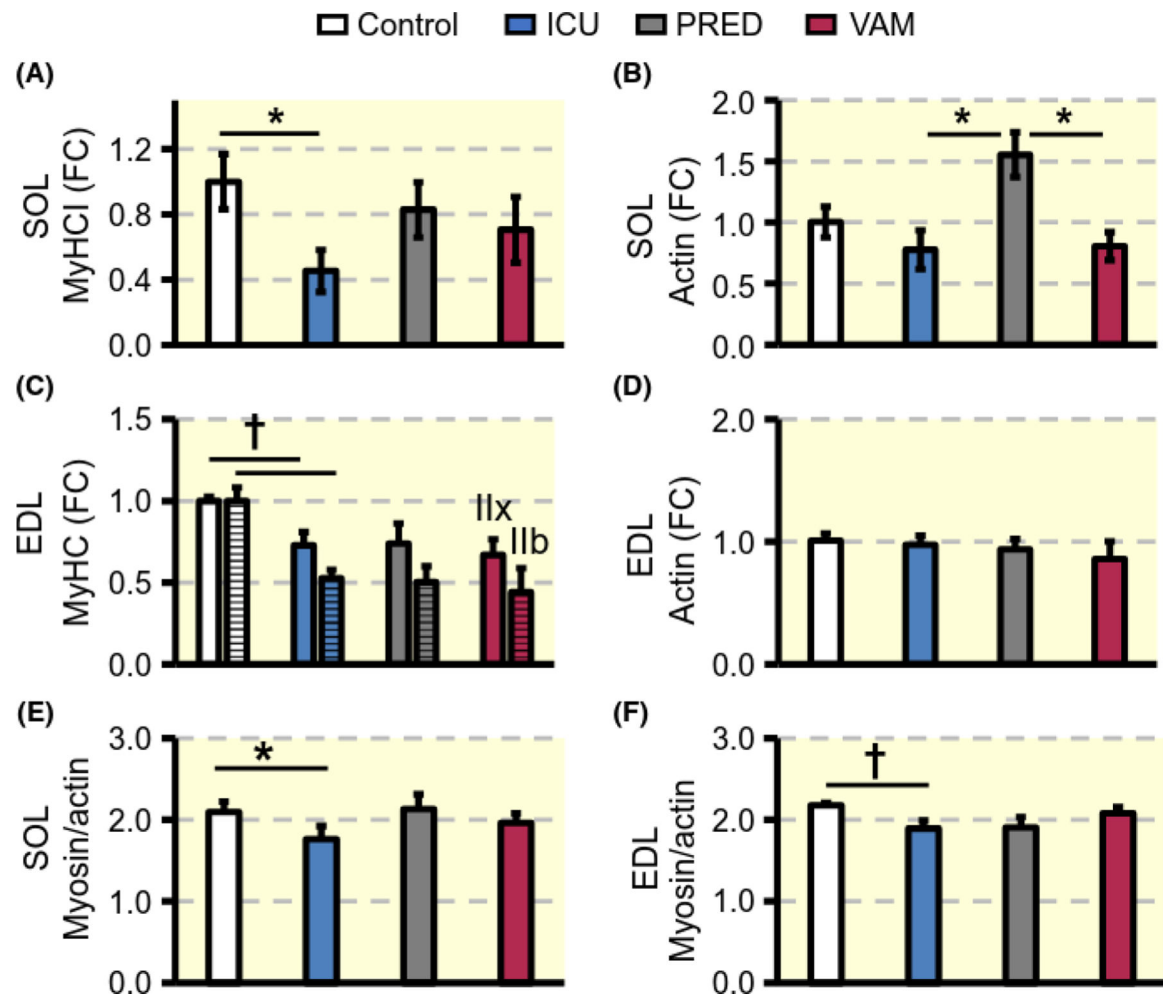 Control ICU PRED VAM
(A)
SOL
MyHCI (FC)
1.2
0.8
0.4
0.0
*
(B)
SOL
Actin (FC)
2.0
1.5
1.0
0.5
0.0
* *
(C)
EDL
MyHC (FC)
1.5
1.0
0.5
0.0
†
IIx
IIb
(D)
EDL
Actin (FC)
2.0
1.0
0.0
(E)
SOL
Myosin/actin
3.0
2.0
1.0
0.0
*
(F)
EDL
Myosin/actin
3.0
2.0
1.0
0.0
†